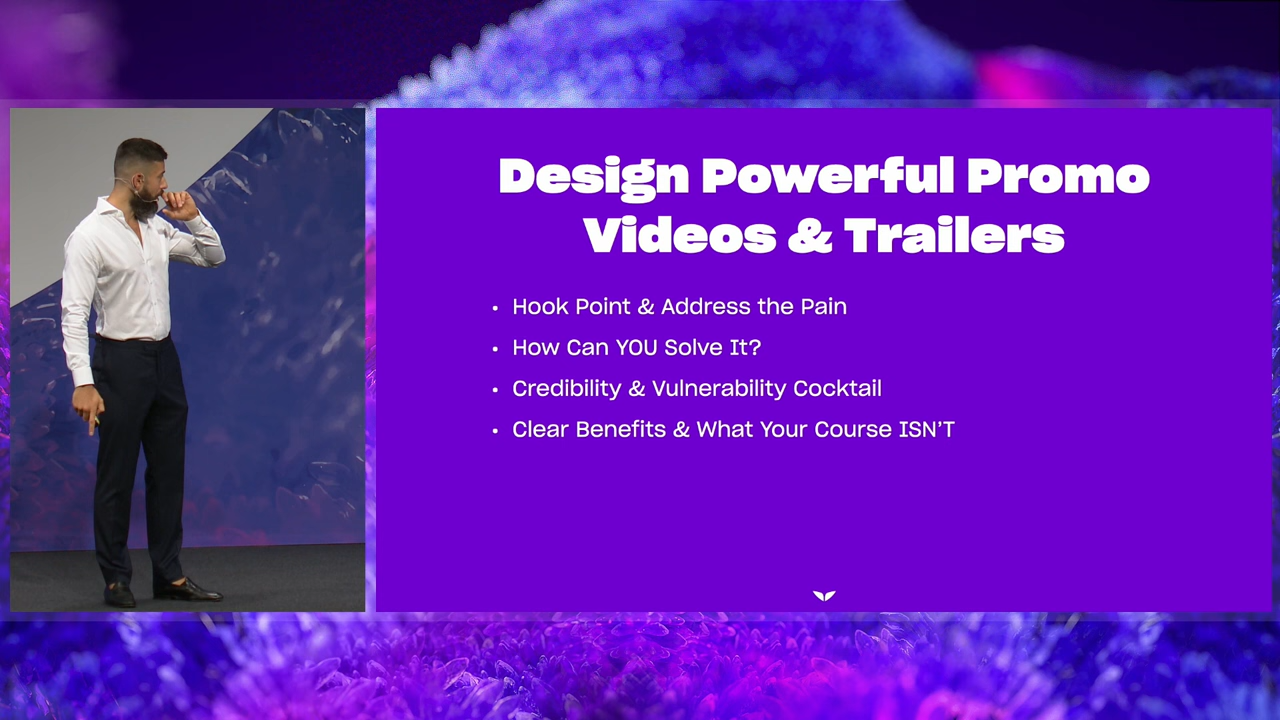 Design Powerful Promo
Videos & Trailers
• Hook Point & Address the Pain
• How Can YOU Solve It?
• Credibility & Vulnerability Cocktail
• Clear Benefits & What Your Course ISN'T